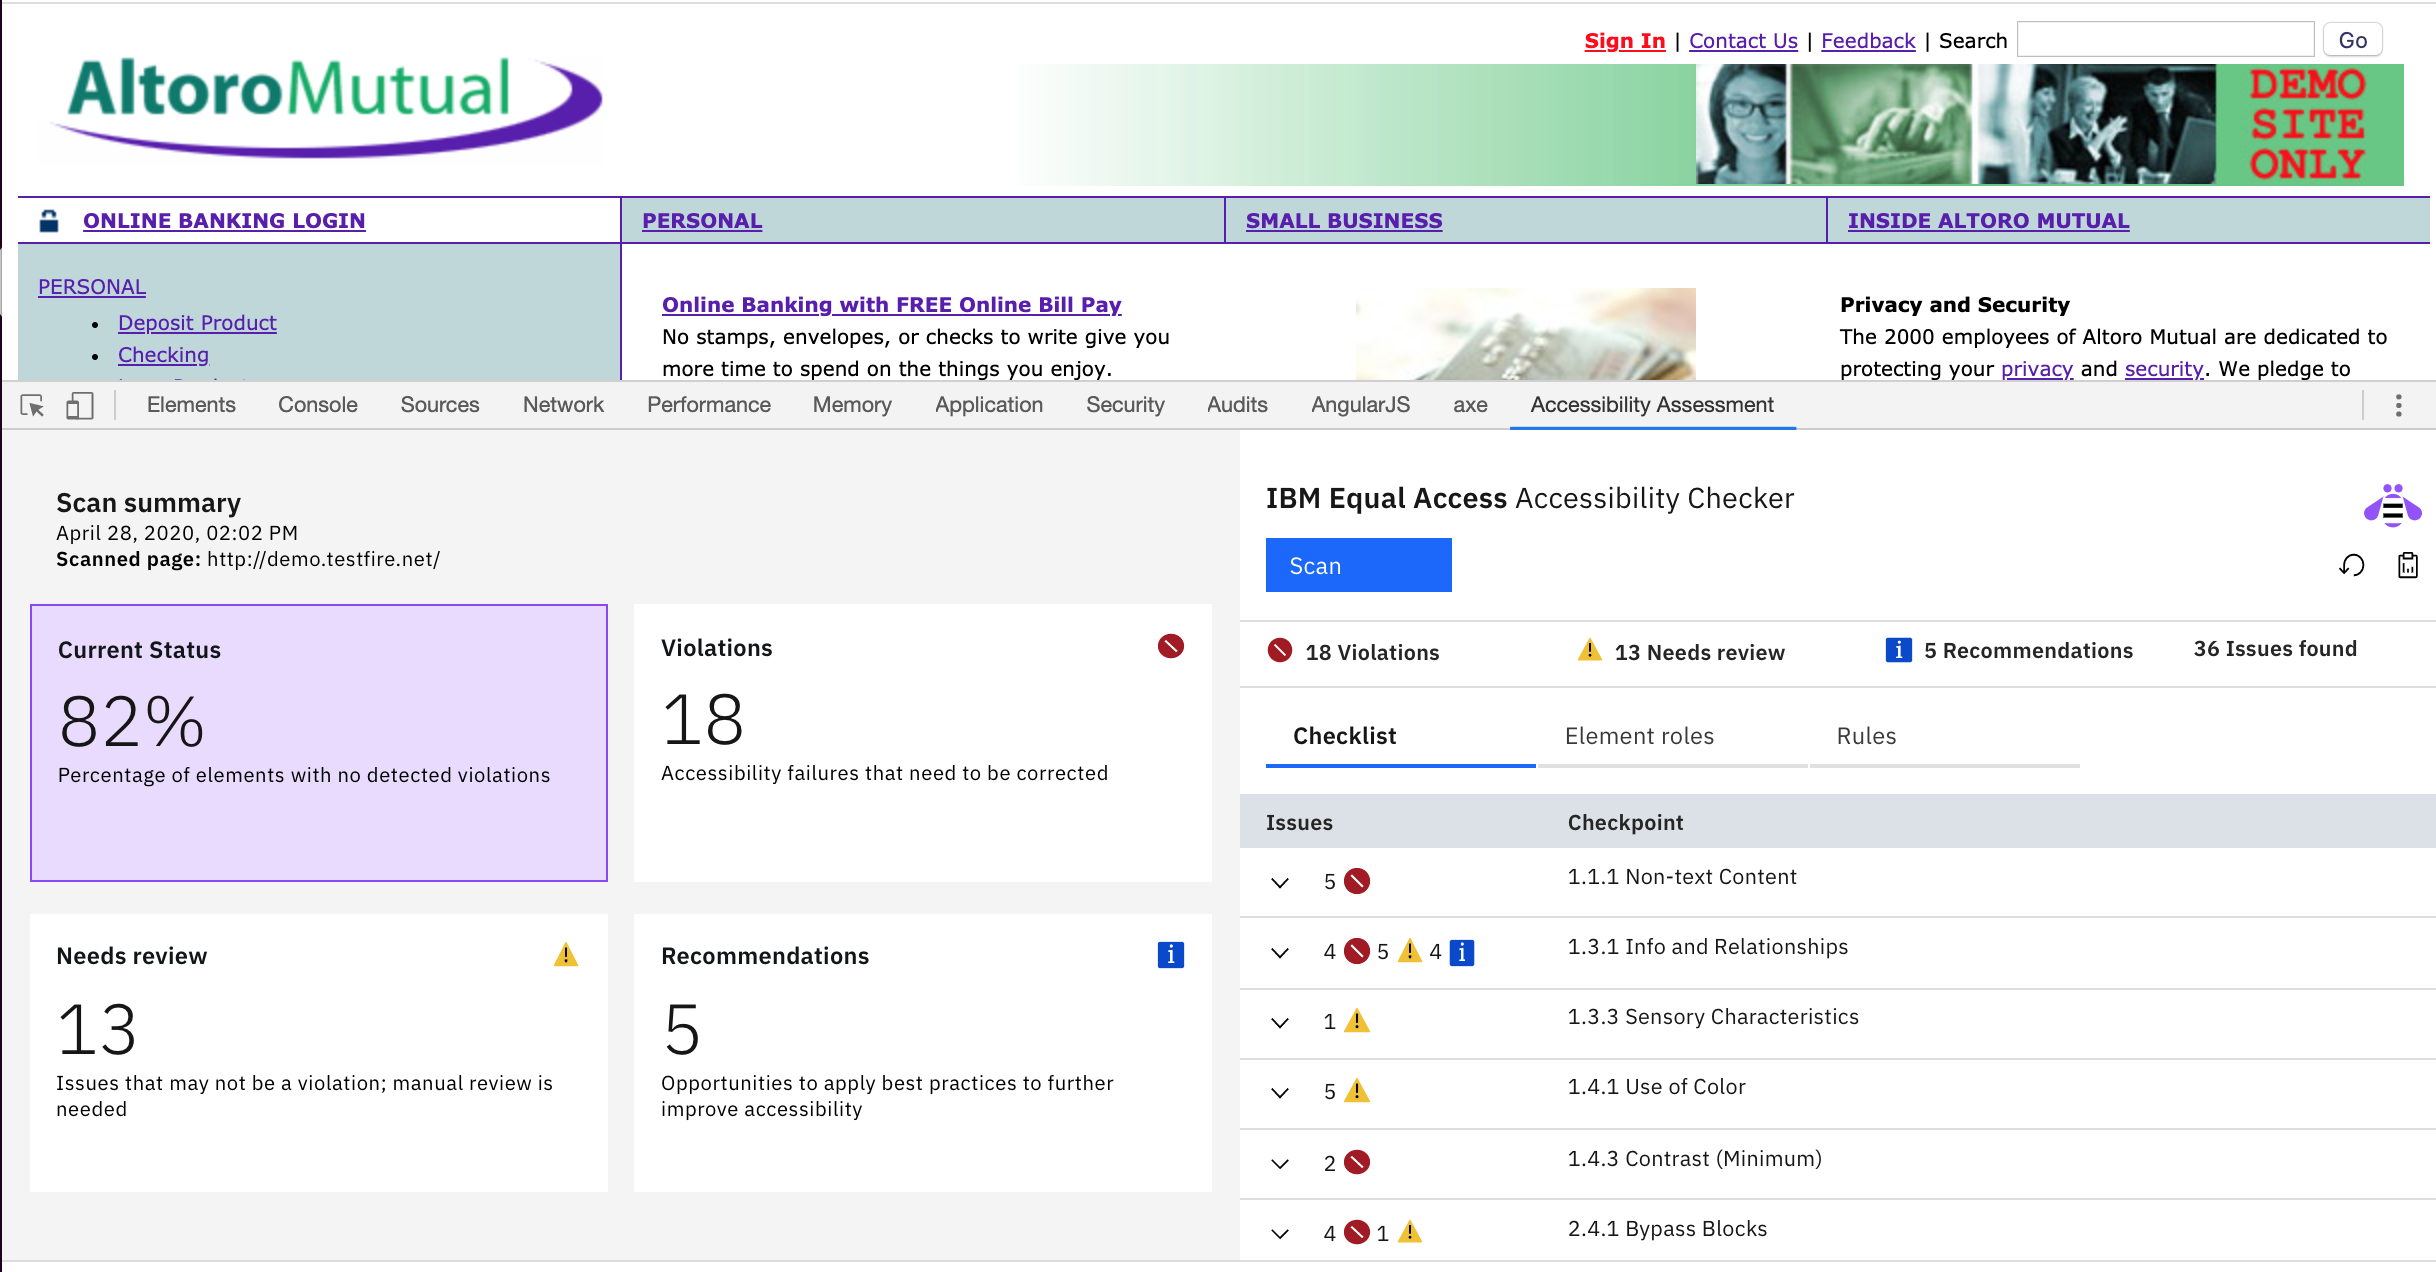 Sign In | Contact Us | Feedback | Search Go
AltoroMutual
DEMO
SITE
ONLY
ONLINE BANKING LOGIN
PERSONAL
SMALL BUSINESS
INSIDE ALTORO MUTUAL
PERSONAL
• Deposit Product
• Checking
Online Banking with FREE Online Bill Pay
No stamps, envelopes, or checks to write give you
more time to spend on the things you enjoy.
Privacy and Security
The 2000 employees of Altoro Mutual are dedicated to
protecting your privacy and security. We pledge to
Elements Console Sources Network Performance Memory Application Security Audits AngularJS axe Accessibility Assessment
Scan summary
April 28, 2020, 02:02 PM
Scanned page: http://demo.testfire.net/
Current Status
82%
Percentage of elements with no detected violations
Violations
18
Accessibility failures that need to be corrected
Needs review
13
Issues that may not be a violation; manual review is
needed
Recommendations
5
Opportunities to apply best practices to further
improve accessibility
IBM Equal Access Accessibility Checker
Scan
18 Violations
13 Needs review
5 Recommendations
36 Issues found
Checklist
Element roles
Rules
Issues Checkpoint
5 1.1.1 Non-text Content
4 5 4 1.3.1 Info and Relationships
1 1.3.3 Sensory Characteristics
5 1.4.1 Use of Color
2 1.4.3 Contrast (Minimum)
4 1 2.4.1 Bypass Blocks